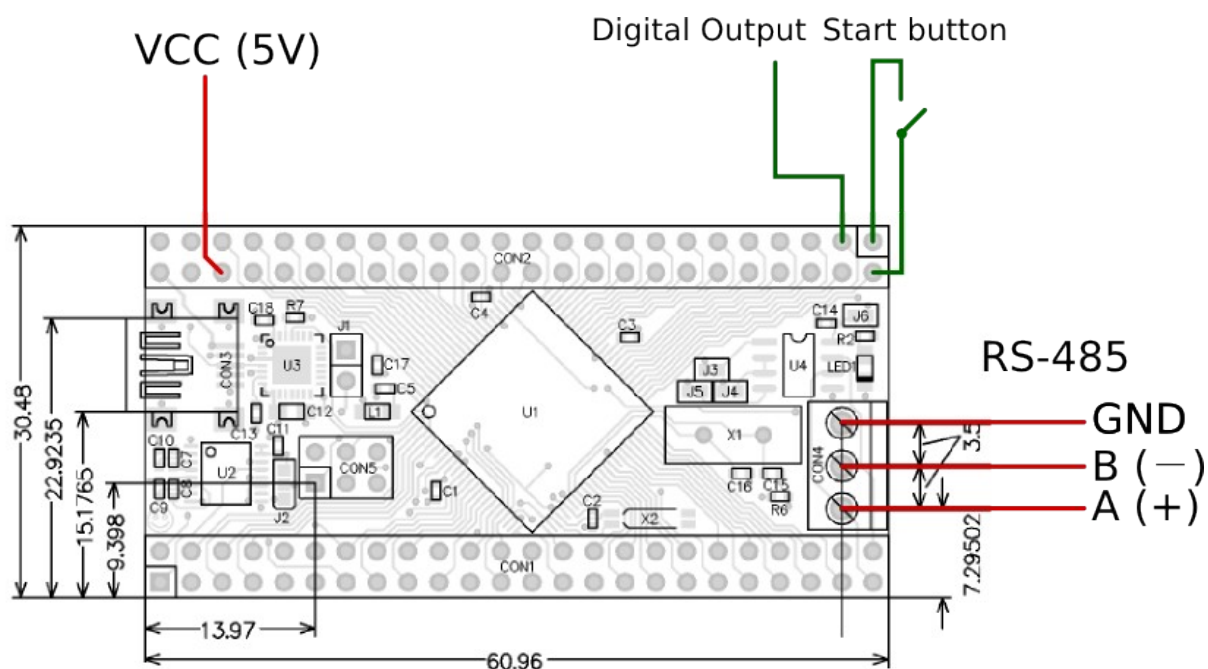 Digital Output Start button
VCC (5V)
CON2
C18 R7
J1
C4
C3
C14
J6
R2
CON3
U3
C17
C5
L1
U1
J3
J5 J4
U4
LED1
RS-485
C13
C12
C11
X1
GND
3.5
B (−)
A (+)
CON4
C10 C7
U2
CON5
C9 C8
J2
C1
C2
X2
C16 C15
R6
CON1
30.48
22.9235
15.1765
9.398
7.29502
13.97
60.96